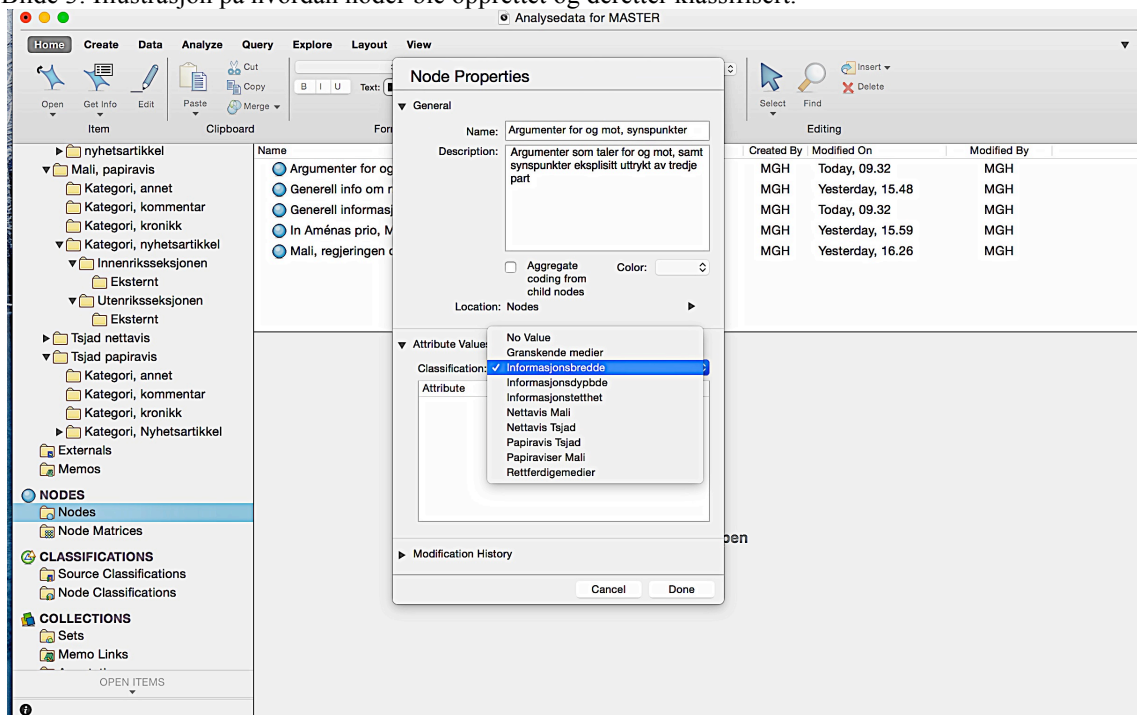 Bilde 3: Illustrasjon på hvordan noder ble opprettet og deretter klassifisert.
Analysedata for MASTER
Home Create Data Analyze Query Explore Layout View
Open Get Info Edit Paste Cut Copy Merge
B I U Text:
Select Find Insert Delete
Item Clipboard Editing
nyhetsartikkel
Mali, papiravis
Kategori, annet
Kategori, kommentar
Kategori, kronikk
Kategori, nyhetsartikkel
Innenriksseksjonen
Eksternt
Utenriksseksjonen
Eksternt
Tsjad nettavis
Tsjad papiravis
Kategori, annet
Kategori, kommentar
Kategori, kronikk
Kategori, Nyhetsartikkel
Externals
Memos
NODES
Nodes
Node Matrices
CLASSIFICATIONS
Source Classifications
Node Classifications
COLLECTIONS
Sets
Memo Links
OPEN ITEMS
Name
Argumenter for og
Generell info om
Generell informasj
In Aménas prio, M
Mali, regjeringen
Created By Modified On Modified By
MGH Today, 09.32 MGH
MGH Yesterday, 15.48 MGH
MGH Today, 09.32 MGH
MGH Yesterday, 15.59 MGH
MGH Yesterday, 16.26 MGH
Node Properties
General
Name: Argumenter for og mot, synspunkter
Description: Argumenter som taler for og mot, samt
synspunkter eksplisitt uttrykt av tredje
part
Aggregate
coding from
child nodes
Color:
Location: Nodes
Attribute Values
Classification:
Attribute
No Value
Granskende medier
✓ Informasjonsbredde
Informasjonsdypbde
Informasjonstetthet
Nettavis Mali
Nettavis Tsjad
Papiravis Tsjad
Papiraviser Mali
Rettferdigemedier
Modification History
Cancel Done